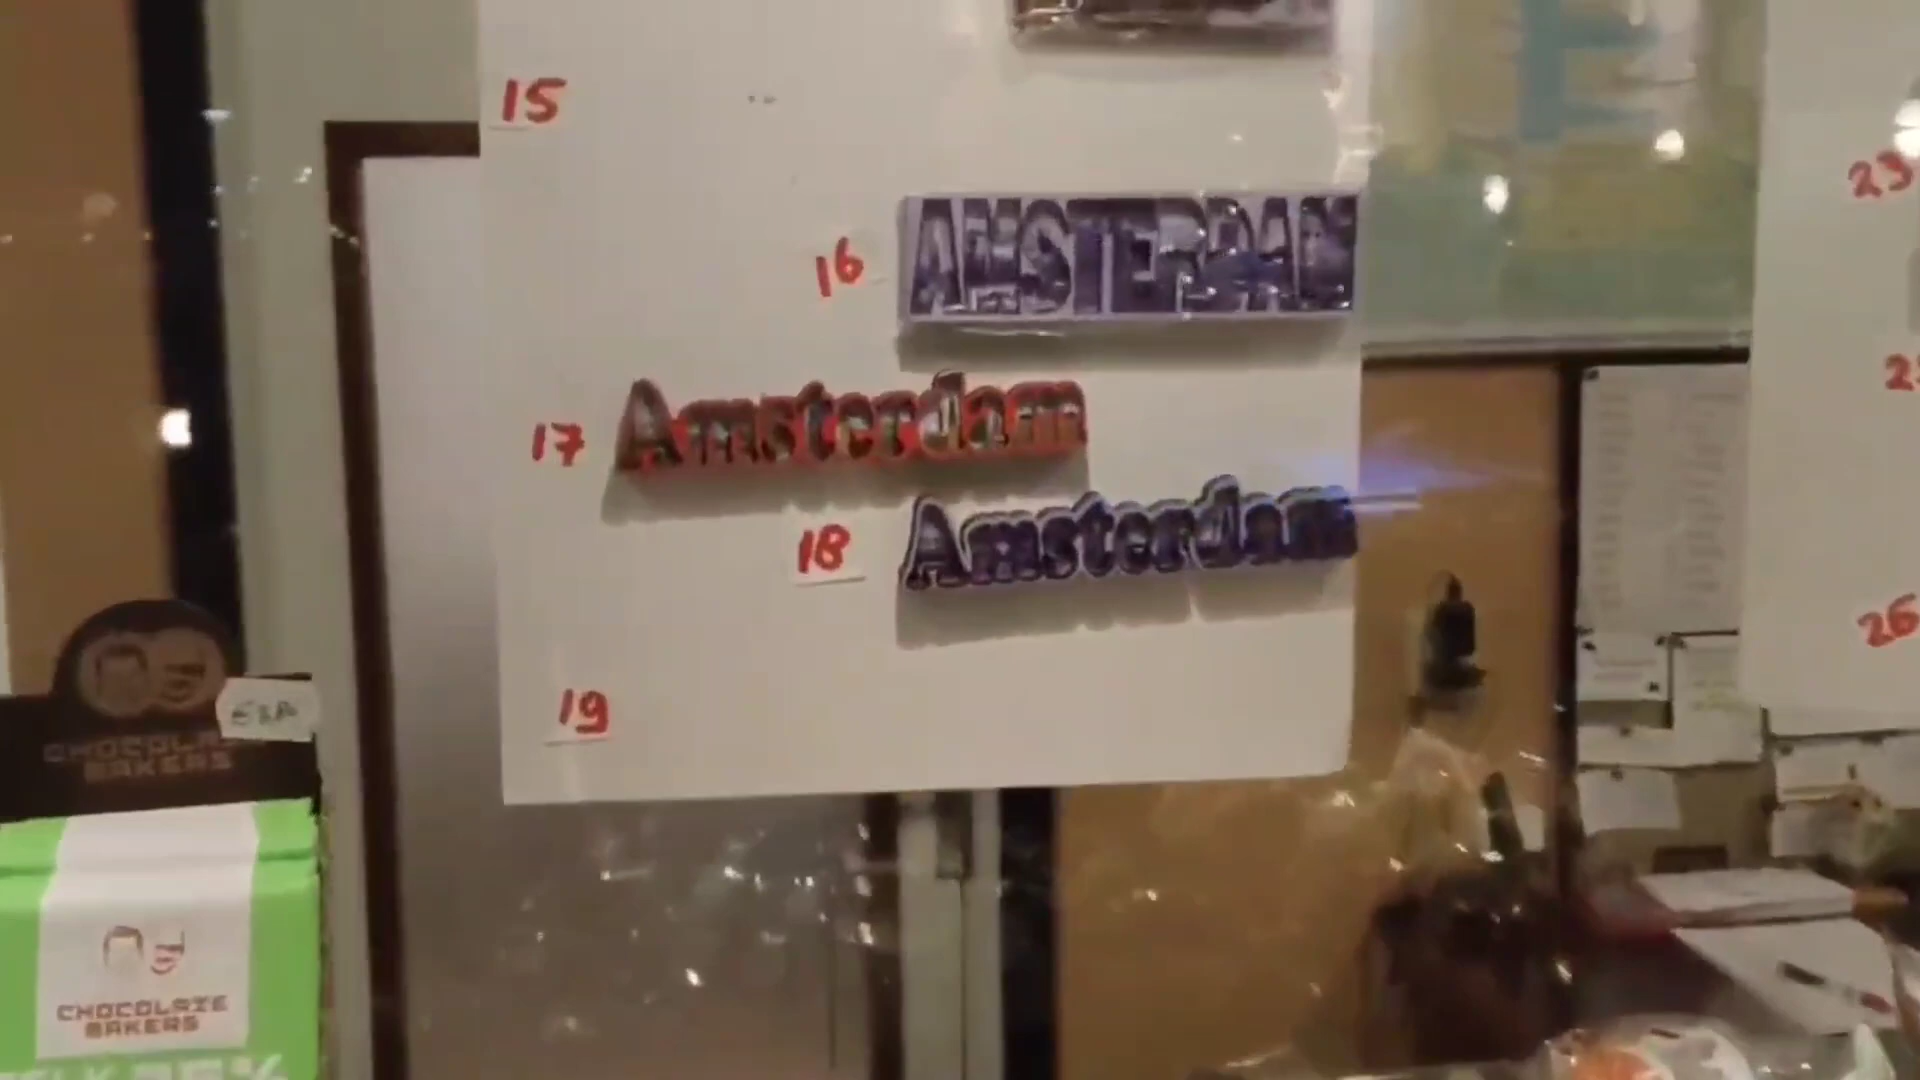 15
16
AMSTERDAM
17
Amsterdam
18
Amsterdam
19
23
26
CHOCOLATE
BAKERS
CHOCOLATE
BAKERS